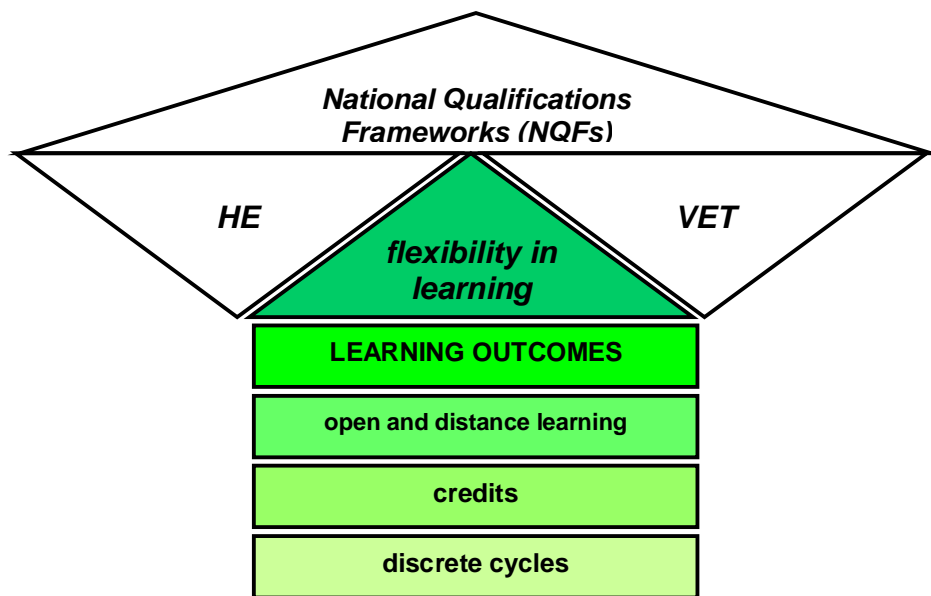 National Qualifications
Frameworks (NQFs)
HE
VET
flexibility in
learning
LEARNING OUTCOMES
open and distance learning
credits
discrete cycles